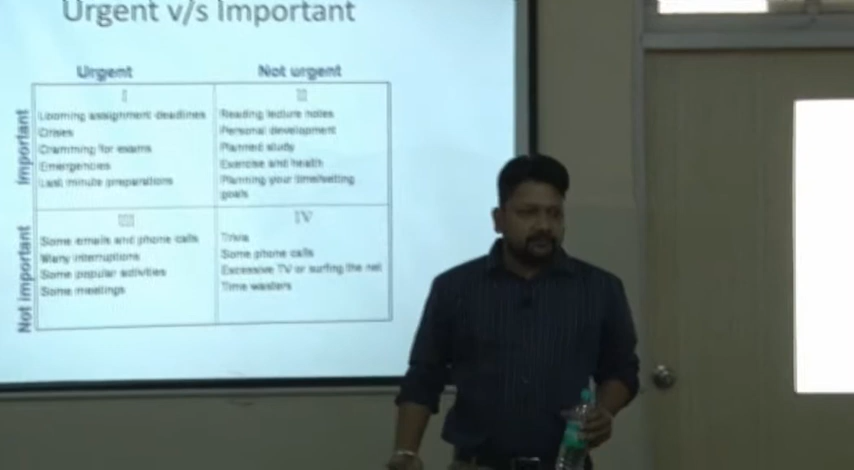 Urgent v/s Important
Urgent
Not urgent
Important
I
Looming assignment deadlines
Crises
Cramming for exams
Emergencies
Last minute preparations
II
Reading lecture notes
Personal development
Planned study
Exercise and health
Planning your time/setting
goals
Not important
III
Some emails and phone calls
Many interruptions
Some popular activities
Some meetings
IV
Trivia
Some phone calls
Excessive TV or surfing the net
Time wasters